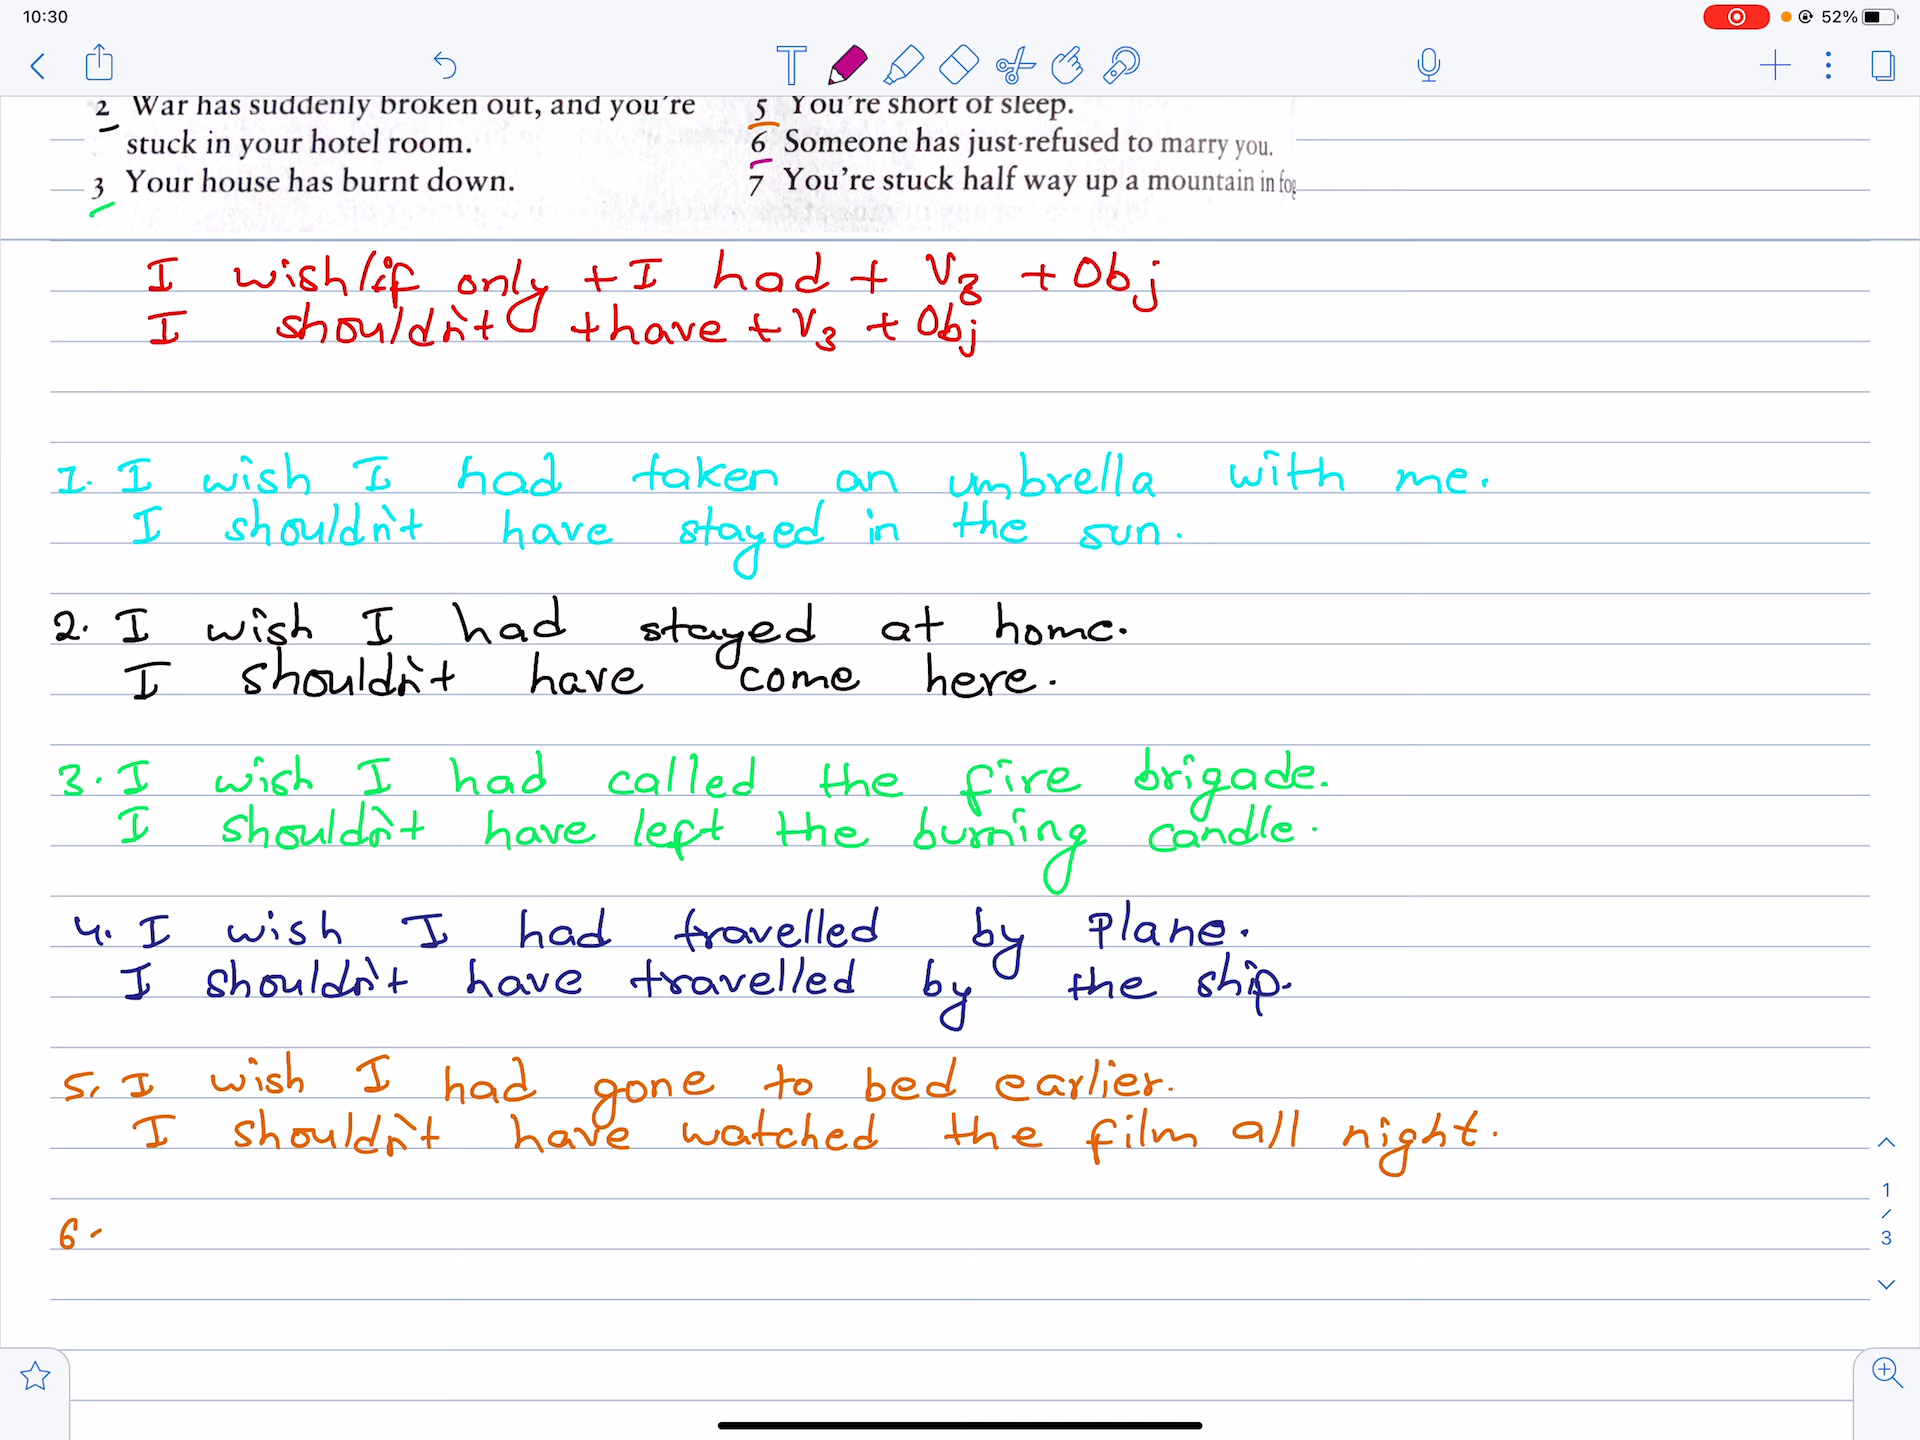 10:30
52%
2 War has suddenly broken out, and you're
stuck in your hotel room.
3 Your house has burnt down.
5 You're short of sleep.
6 Someone has just refused to marry you.
7 You're stuck half way up a mountain in fog
I wish/if only + I had + V3 + Obj
I shouldn't + have + V3 + Obj
1. I wish I had taken an umbrella with me.
I shouldn't have stayed in the sun.
2. I wish I had stayed at home.
I shouldn't have come here.
3. I wish I had called the fire brigade.
I shouldn't have left the burning candle.
4. I wish I had travelled by Plane.
I shouldn't have travelled by the ship.
5. I wish I had gone to bed earlier.
I shouldn't have watched the film all night.
6.
1
/
3